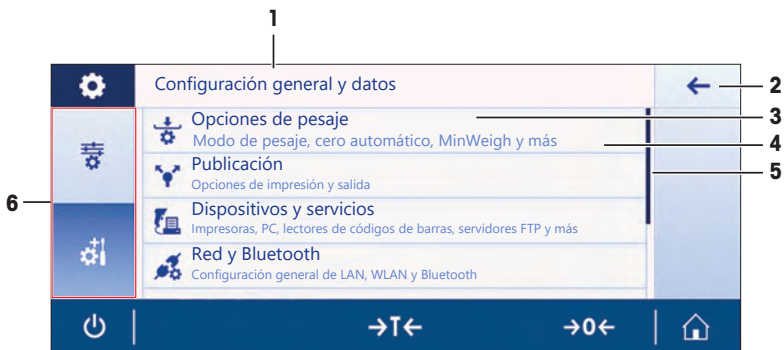 1
Configuración general y datos
2
Opciones de pesaje
3
Modo de pesaje, cero automático, MinWeigh y más
4
Publicación
5
Opciones de impresión y salida
6
Dispositivos y servicios
Impresoras, PC, lectores de códigos de barras, servidores FTP y más
Red y Bluetooth
Configuración general de LAN, WLAN y Bluetooth
→T← →0←